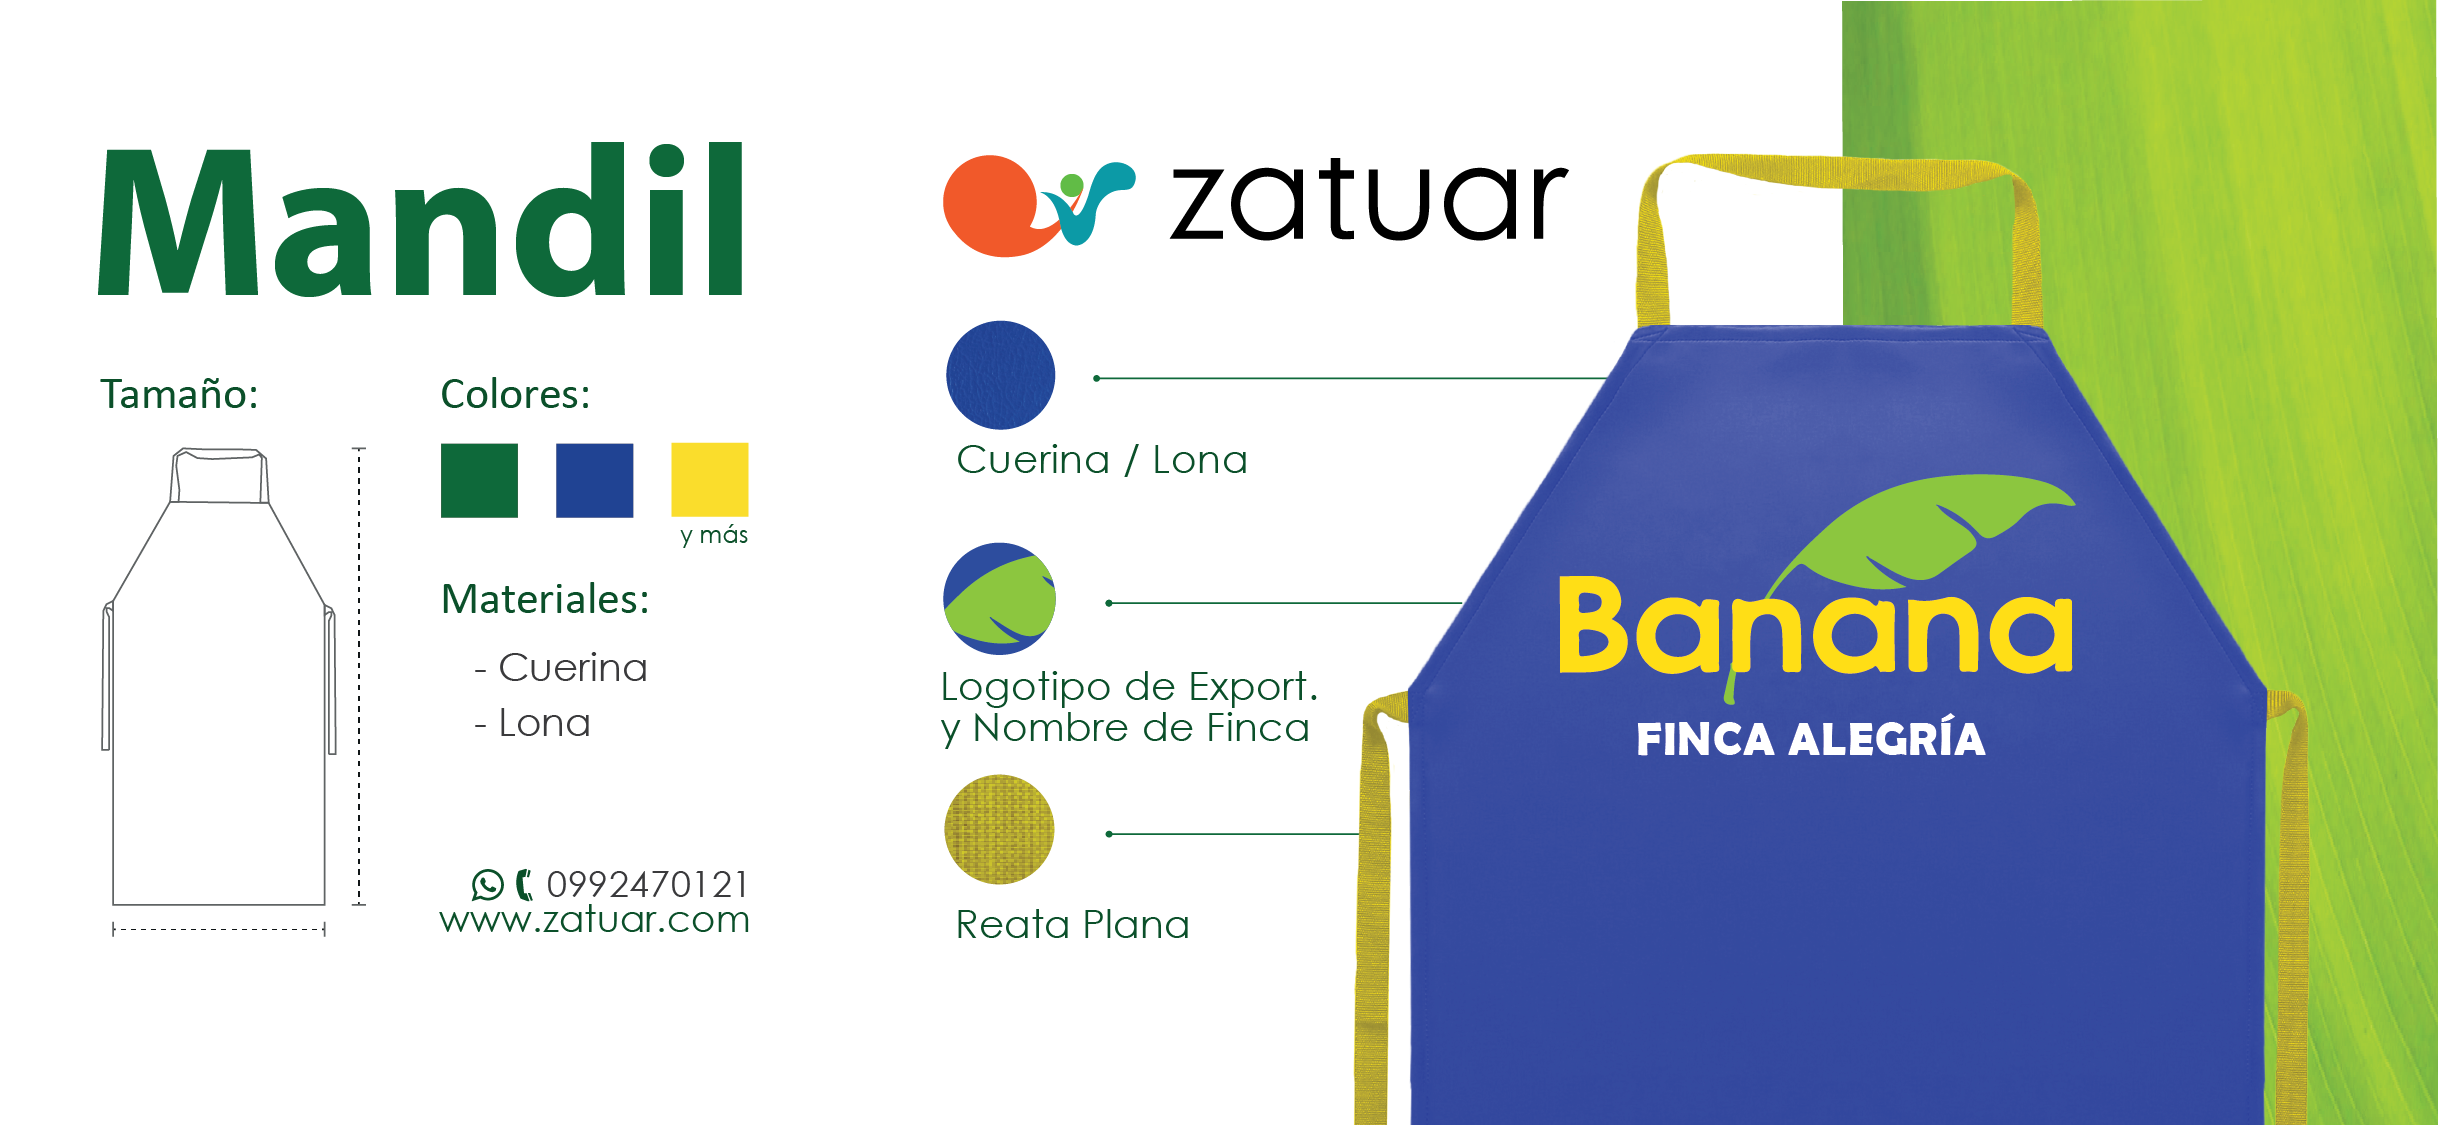 Mandil
Tamaño:
Colores:
y más
Materiales:
- Cuerina
- Lona
0992470121
www.zatuar.com
zatuar
Cuerina / Lona
Logotipo de Export.
y Nombre de Finca
Reata Plana
Banana
FINCA ALEGRÍA